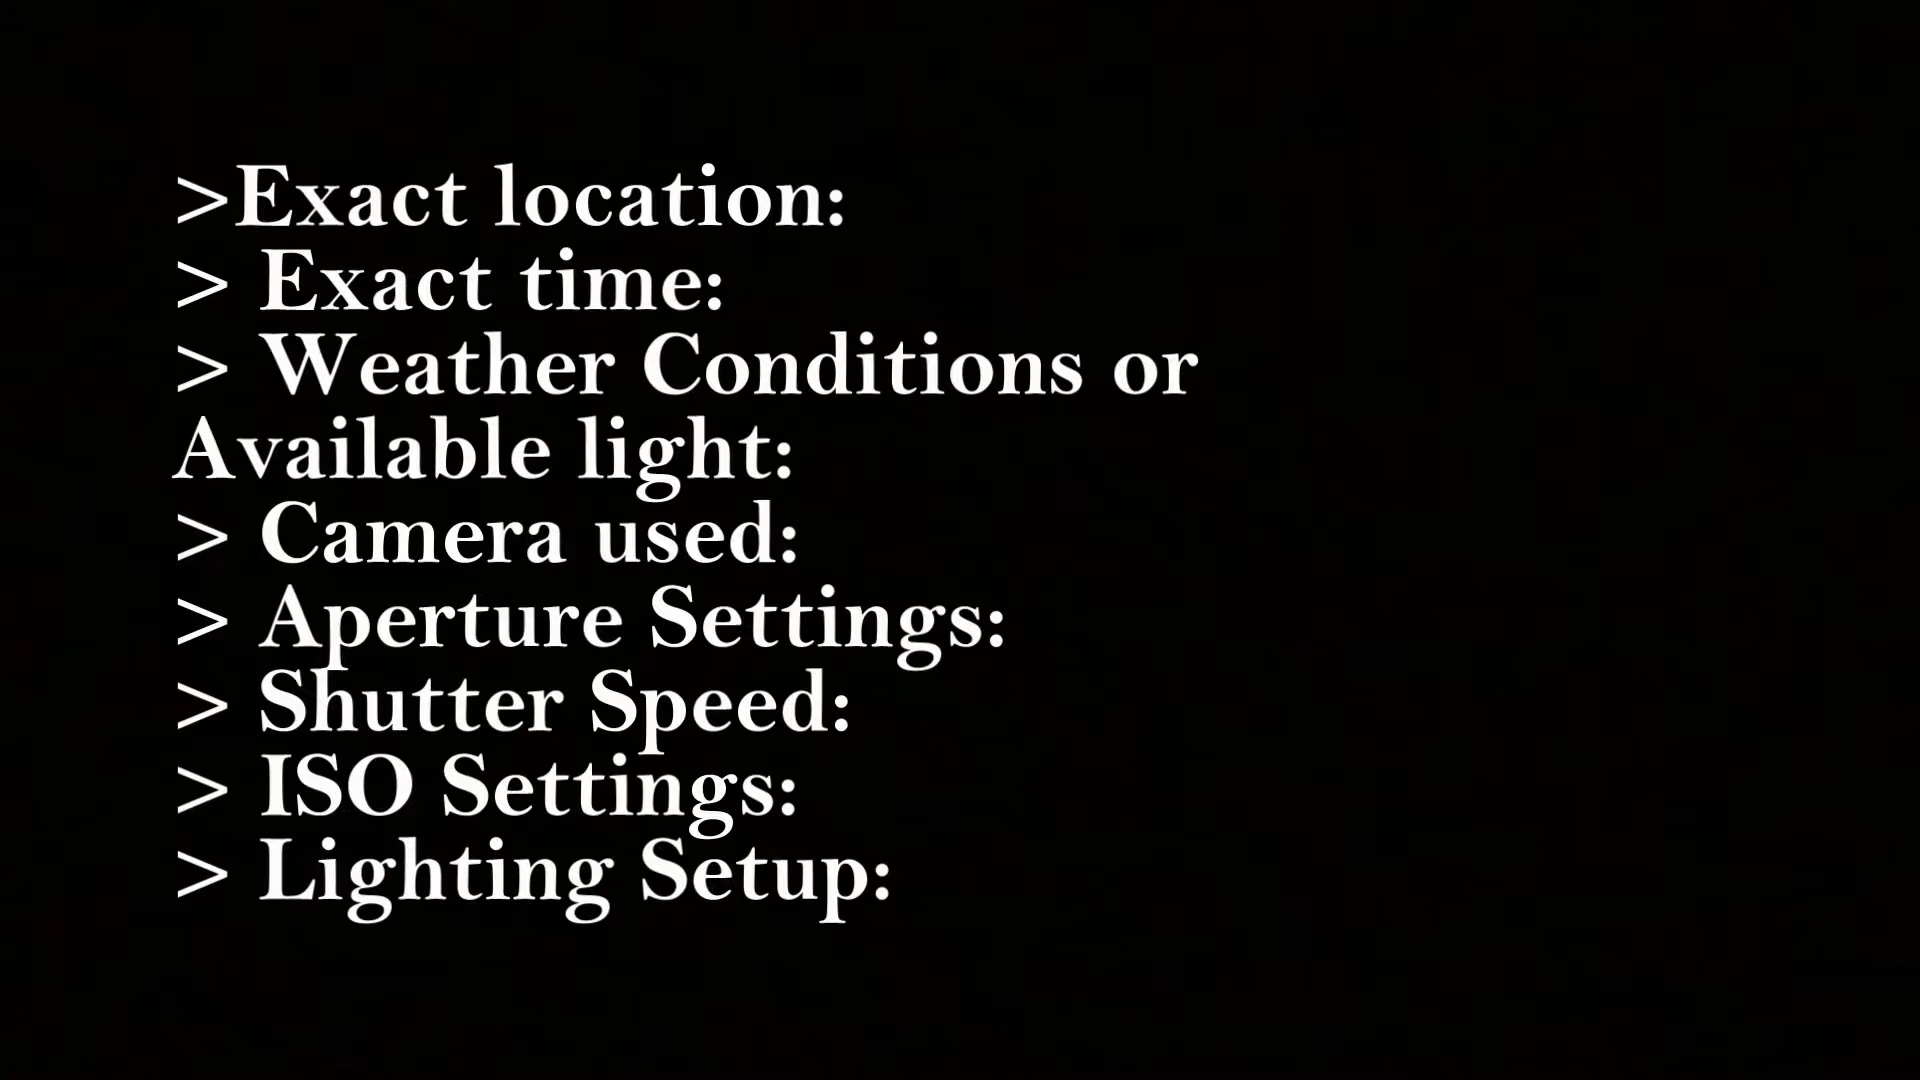 >Exact location:
> Exact time:
> Weather Conditions or
Available light:
> Camera used:
> Aperture Settings:
> Shutter Speed:
> ISO Settings:
> Lighting Setup: